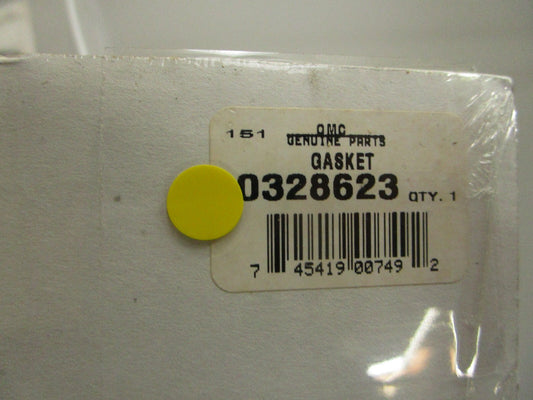 151 OMC
GENUINE PARTS
GASKET
0328623 QTY. 1
7 45419 00749 2